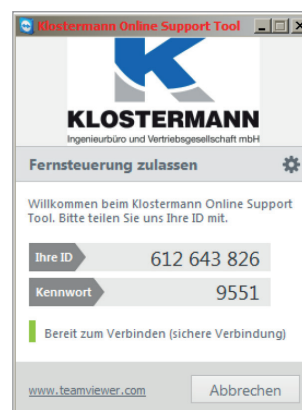 Klostermann Online Support Tool
KLOSTERMANN
Ingenieurbüro und Vertriebsgesellschaft mbH
Fernsteuerung zulassen
Willkommen beim Klostermann Online Support
Tool. Bitte teilen Sie uns Ihre ID mit.
Ihre ID 612 643 826
Kennwort 9551
Bereit zum Verbinden (sichere Verbindung)
www.teamviewer.com Abbrechen